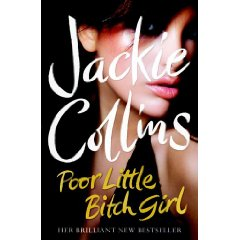 Jackie
Collins
Poor Little
Bitch Girl
HER BRILLIANT NEW BESTSELLER